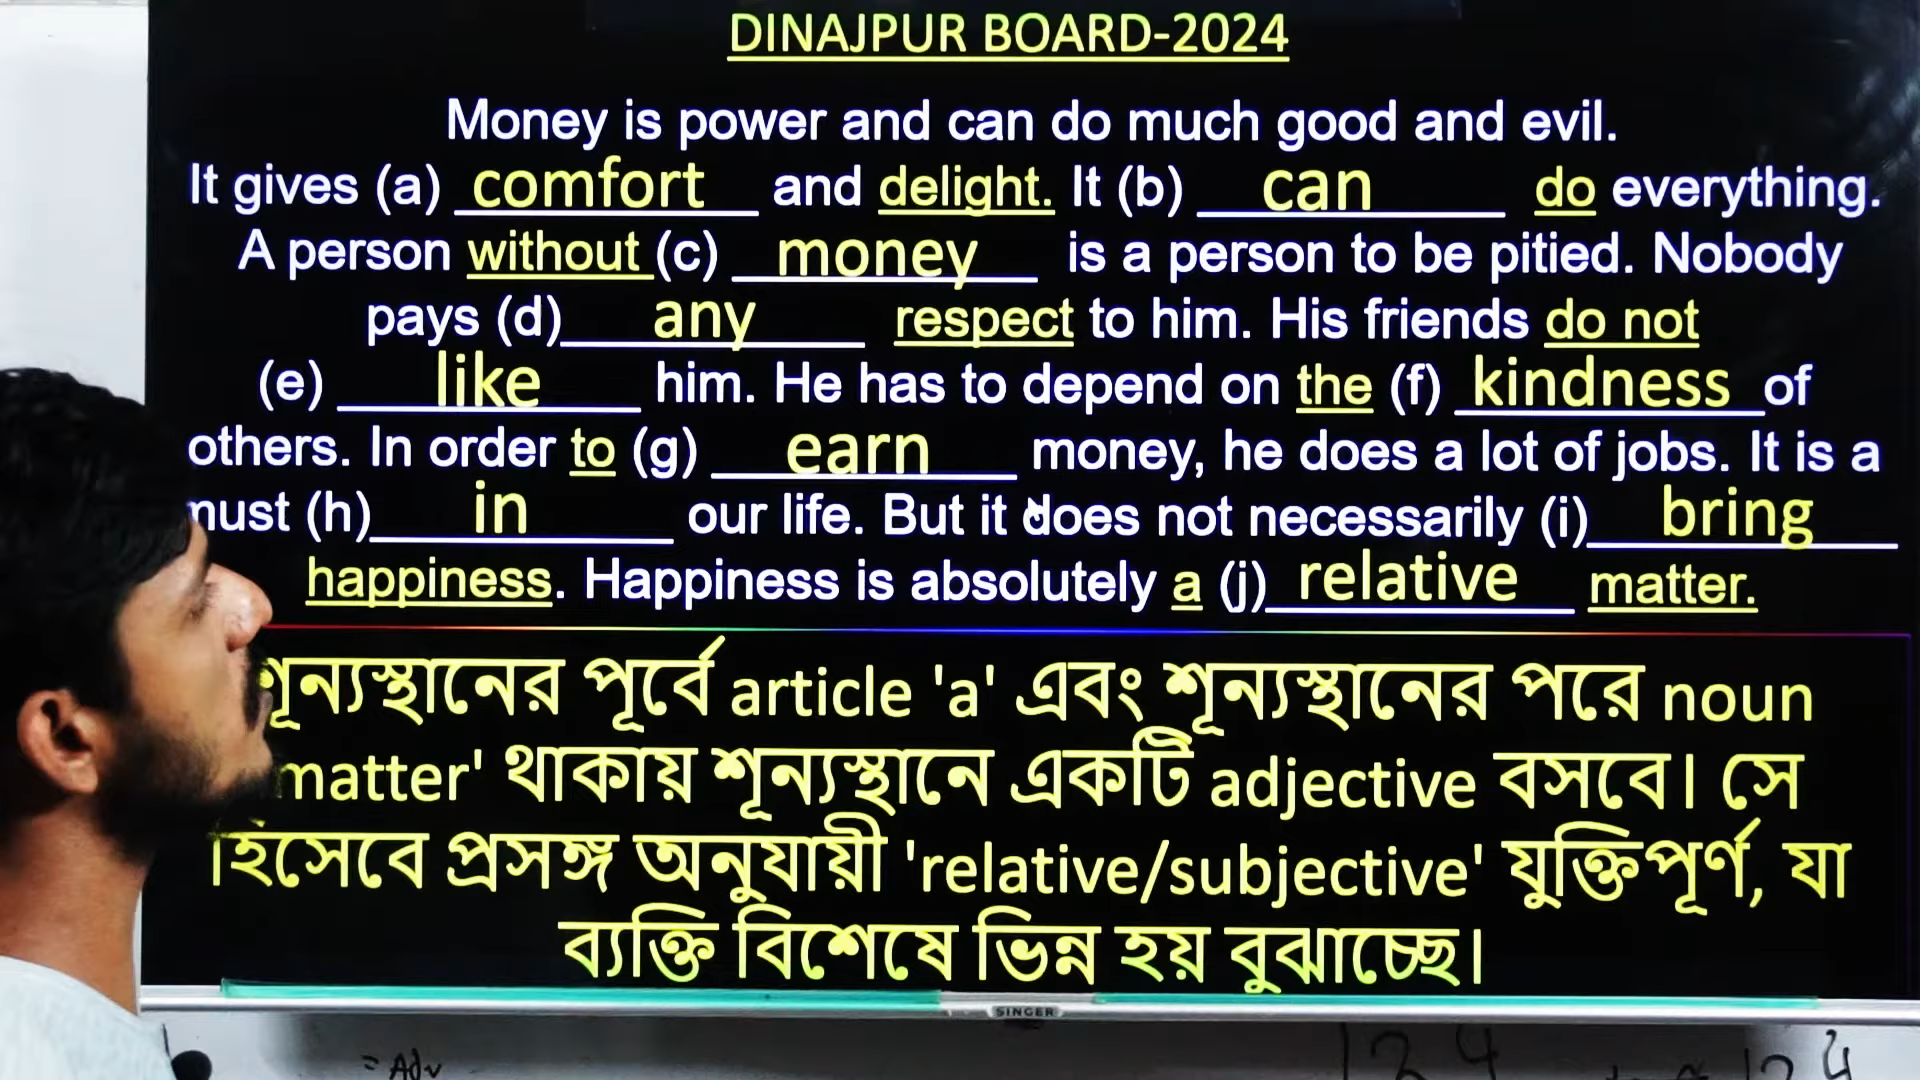 DINAJPUR BOARD-2024
Money is power and can do much good and evil.
It gives (a) comfort and delight. It (b) can do everything.
A person without (c) money is a person to be pitied. Nobody
pays (d) any respect to him. His friends do not
(e) like him. He has to depend on the (f) kindness of
others. In order to (g) earn money, he does a lot of jobs. It is a
must (h) in our life. But it does not necessarily (i) bring
happiness. Happiness is absolutely a (j) relative matter.
শূন্যস্থানের পূর্বে article 'a' এবং শূন্যস্থানের পরে noun
matter' থাকায় শূন্যস্থানে একটি adjective বসবে। সে
হিসেবে প্রসঙ্গ অনুযায়ী 'relative/subjective' যুক্তিপূর্ণ, যা
ব্যক্তি বিশেষে ভিন্ন হয় বুঝাচ্ছে।
SINGER
= Adv